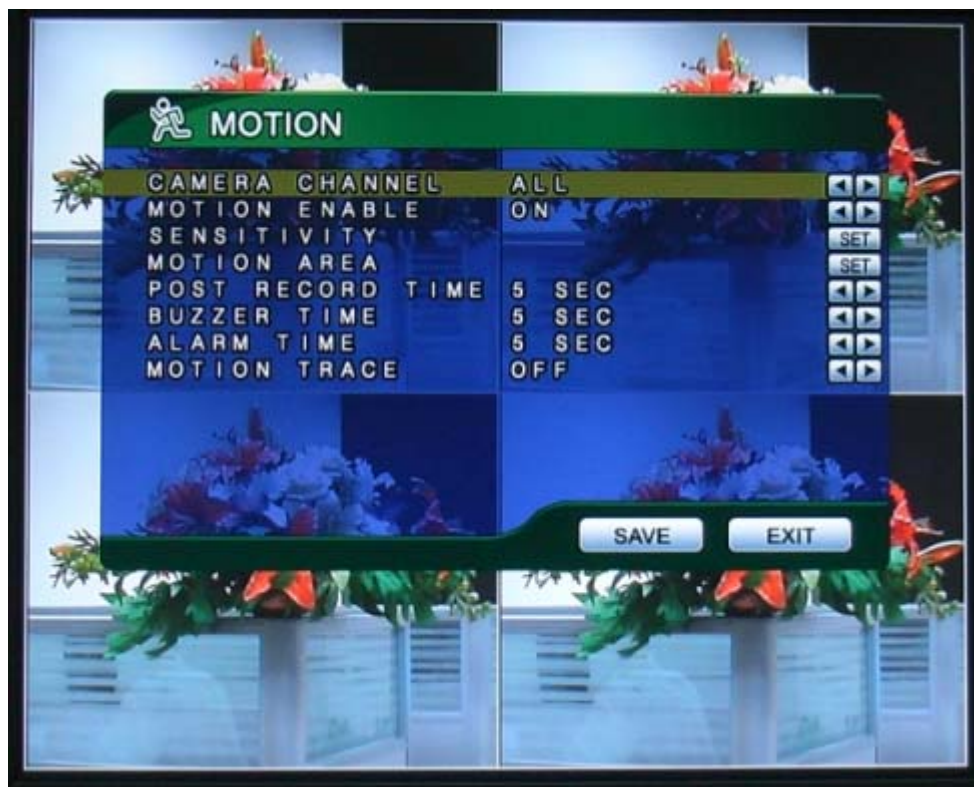 MOTION
CAMERA CHANNEL ALL
MOTION ENABLE ON
SENSITIVITY SET
MOTION AREA SET
POST RECORD TIME 5 SEC
BUZZER TIME 5 SEC
ALARM TIME 5 SEC
MOTION TRACE OFF
SAVE EXIT